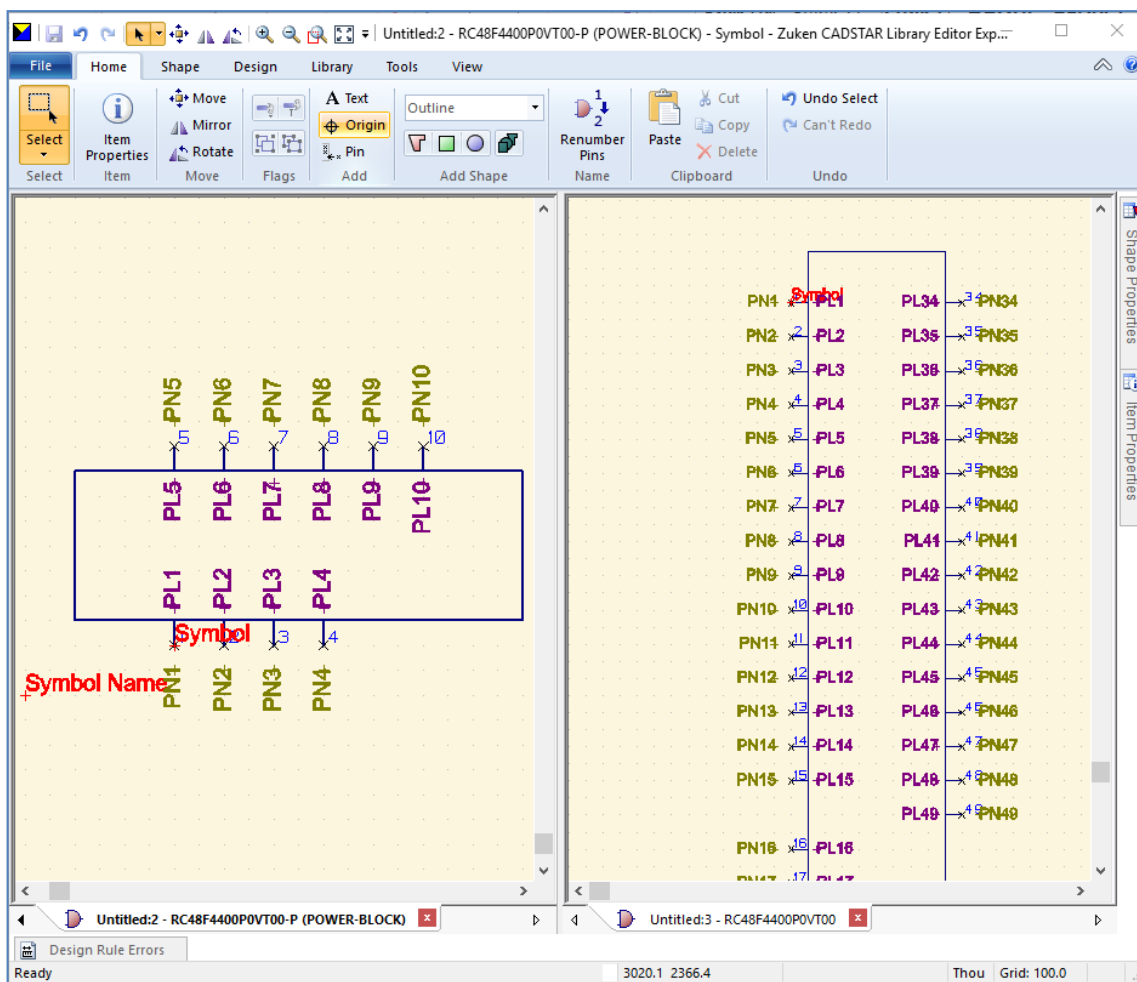 Untitled:2 - RC48F4400P0VT00-P (POWER-BLOCK) - Symbol - Zuken CADSTAR Library Editor Exp...
File Home Shape Design Library Tools View
Select
Item Properties
Move
Mirror
Rotate
A Text
Origin
Pin
Outline
1
2
Renumber Pins
Paste
Cut
Copy
Delete
Undo Select
Can't Redo
Select Item Move Flags Add Add Shape Name Clipboard Undo
PN5 PN6 PN7 PN8 PN9 PN10
5 6 7 8 9 10
PL5 PL6 PL7 PL8 PL9 PL10
PL1 PL2 PL3 PL4
Symbol
3 4
Symbol Name
PN1 PN2 PN3 PN4
Symbol
PN1 PL1 PL34 34 PN34
PN2 2 PL2 PL35 35 PN35
PN3 3 PL3 PL36 36 PN36
PN4 4 PL4 PL37 37 PN37
PN5 5 PL5 PL38 38 PN38
PN6 6 PL6 PL39 39 PN39
PN7 7 PL7 PL40 40 PN40
PN8 8 PL8 PL41 41 PN41
PN9 9 PL9 PL42 42 PN42
PN10 10 PL10 PL43 43 PN43
PN11 11 PL11 PL44 44 PN44
PN12 12 PL12 PL45 45 PN45
PN13 13 PL13 PL46 46 PN46
PN14 14 PL14 PL47 47 PN47
PN15 15 PL15 PL48 48 PN48
PL49 49 PN49
PN16 16 PL16
PN17 17 PL17
Shape Properties
Item Properties
Untitled:2 - RC48F4400P0VT00-P (POWER-BLOCK)
Untitled:3 - RC48F4400P0VT00
Design Rule Errors
Ready
3020.1 2366.4
Thou
Grid: 100.0